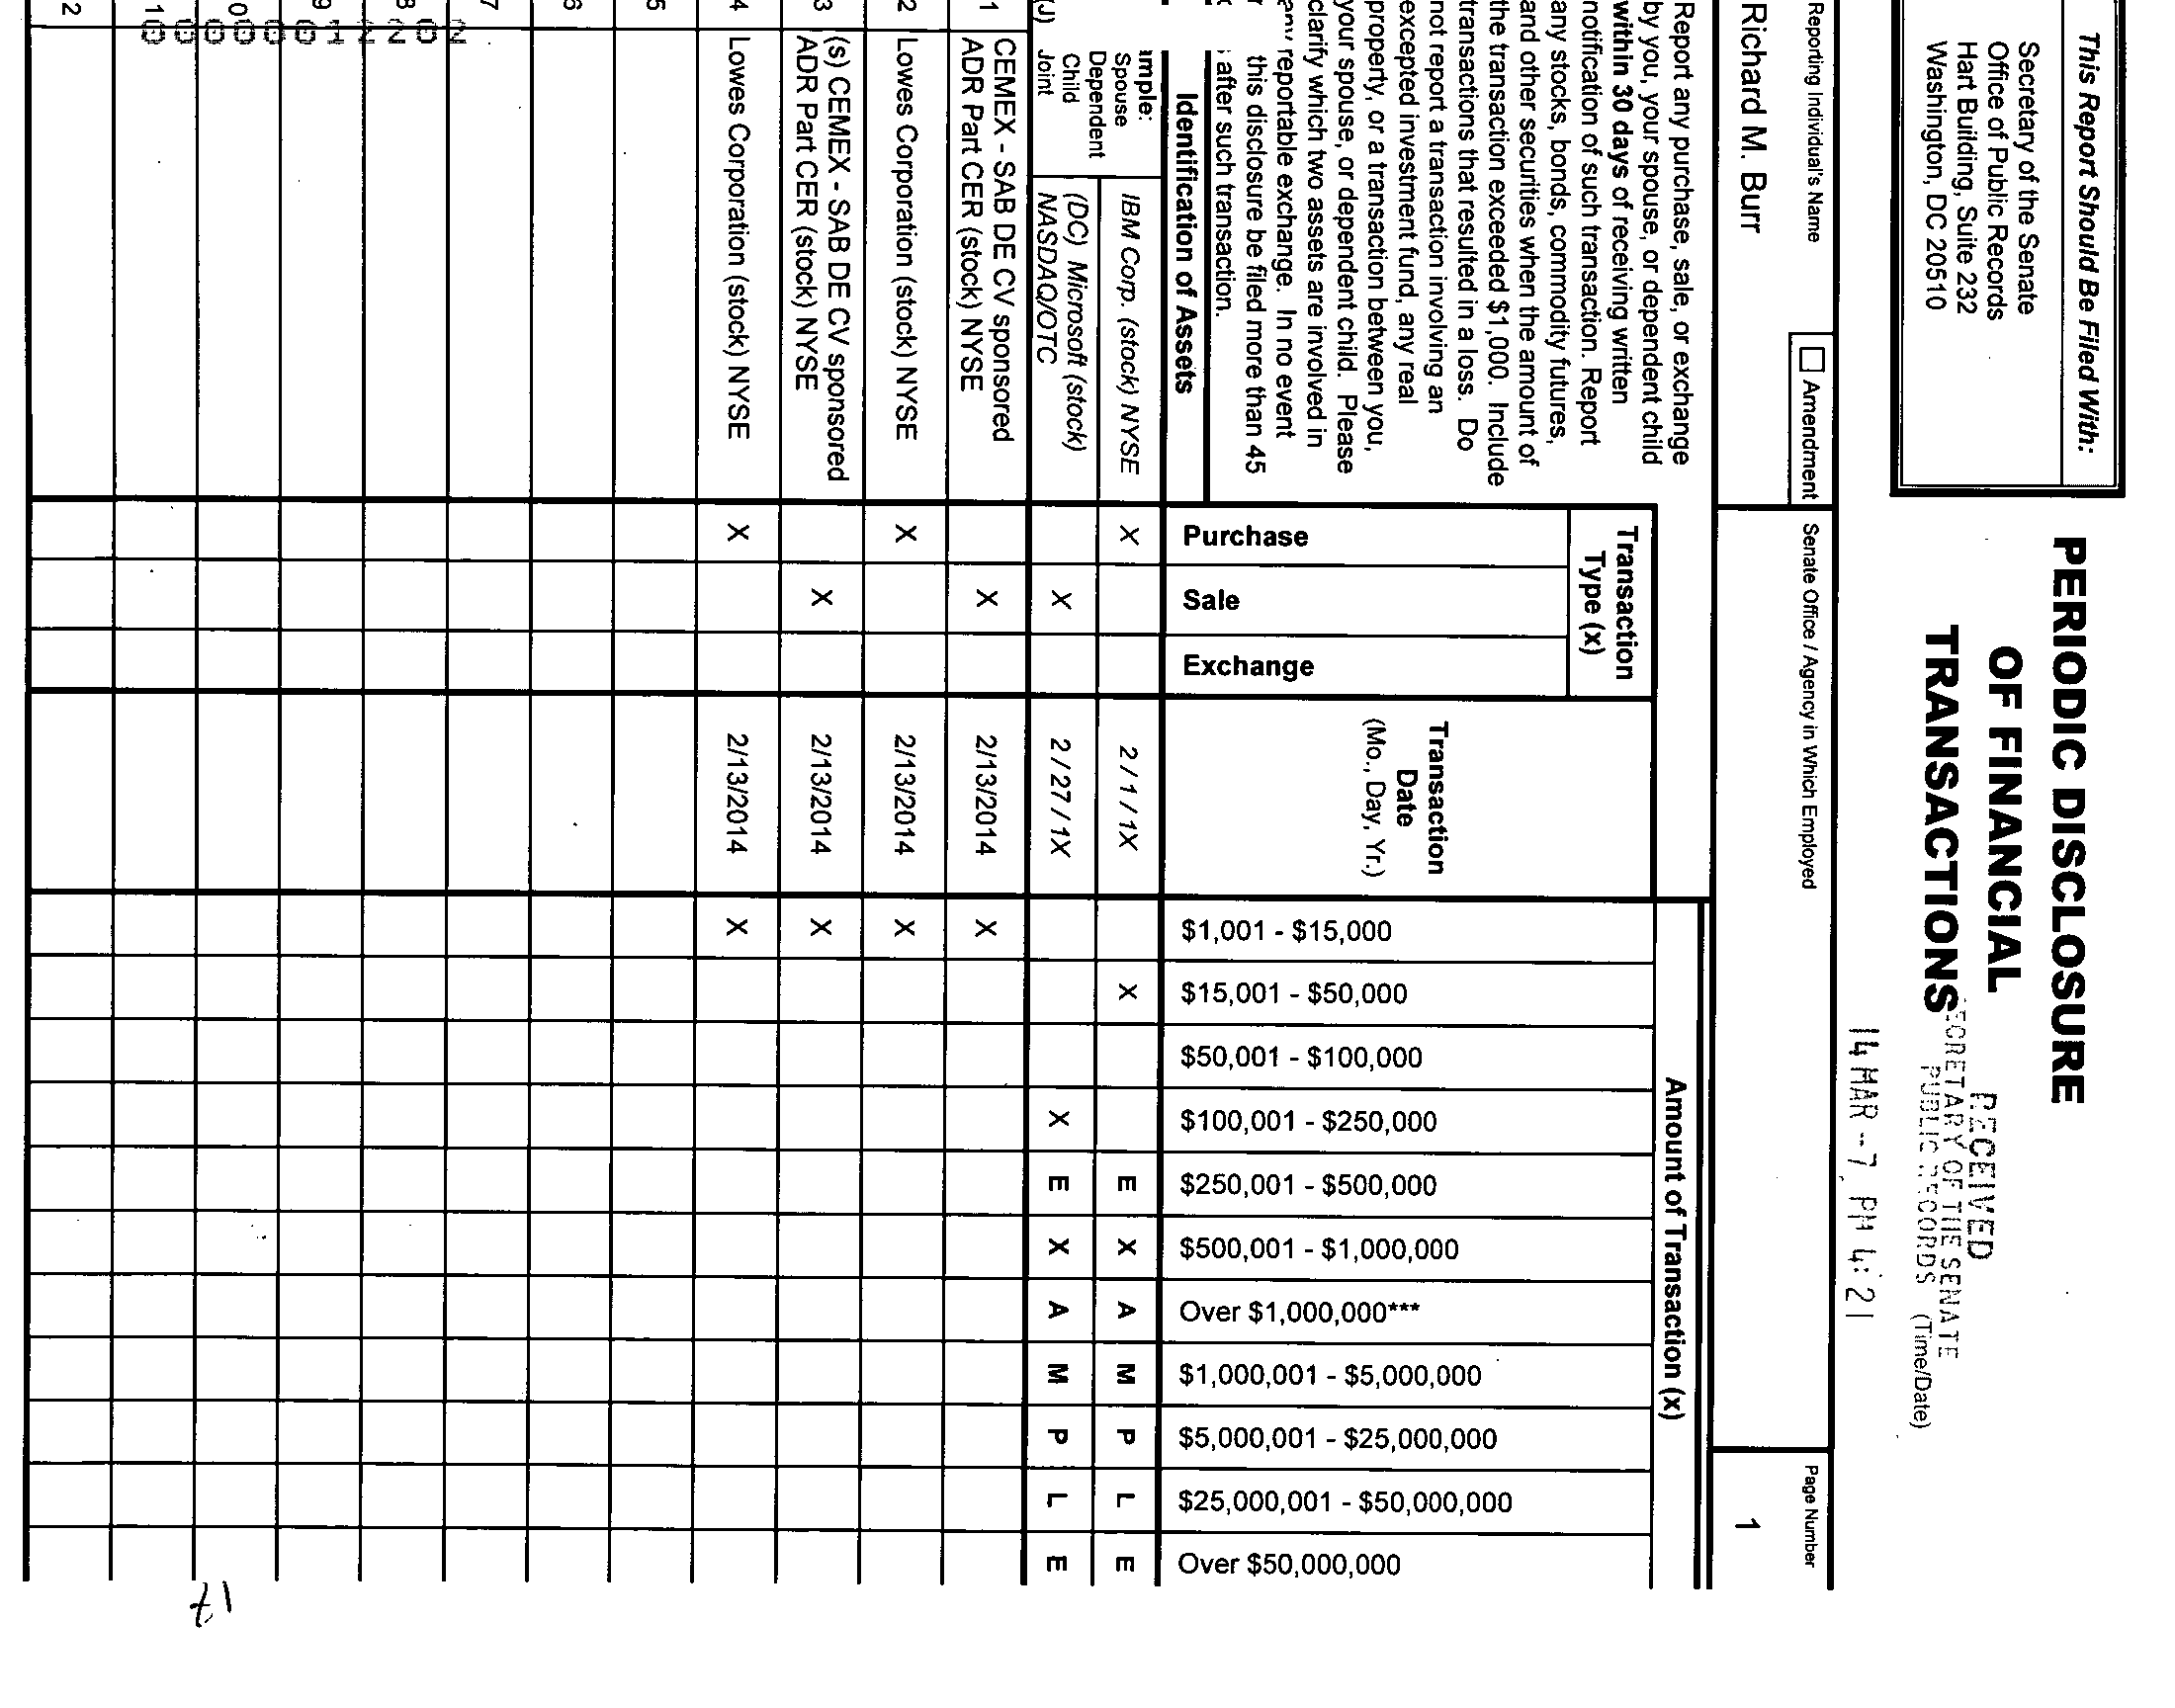 This Report Should Be Filed With:
Secretary of the Senate
Office of Public Records
Hart Building, Suite 232
Washington, DC 20510
PERIODIC DISCLOSURE
OF FINANCIAL
TRANSACTIONS
RECEIVED
SECRETARY OF THE SENATE
PUBLIC RECORDS (Time/Date)
14 MAR -7 PM 4:21
Reporting Individual's Name
Amendment
Senate Office / Agency in Which Employed
Page Number
Richard M. Burr
1
Report any purchase, sale, or exchange
by you, your spouse, or dependent child
within 30 days of receiving written
notification of such transaction. Report
any stocks, bonds, commodity futures,
and other securities when the amount of
the transaction exceeded $1,000. Include
transactions that resulted in a loss. Do
not report a transaction involving an
excepted investment fund, any real
property, or a transaction between you,
your spouse, or dependent child. Please
clarify which two assets are involved in
any reportable exchange. In no event
this disclosure be filed more than 45
after such transaction.
Identification of Assets
Transaction
Type (x)
Purchase
Sale
Exchange
Transaction
Date
(Mo., Day, Yr.)
Amount of Transaction (x)
$1,001 - $15,000
$15,001 - $50,000
$50,001 - $100,000
$100,001 - $250,000
$250,001 - $500,000
$500,001 - $1,000,000
Over $1,000,000***
$1,000,001 - $5,000,000
$5,000,001 - $25,000,000
$25,000,001 - $50,000,000
Over $50,000,000
ample:
Spouse
Dependent
Child
(J) Joint
IBM Corp. (stock) NYSE X 2 / 1 / 1X X E X A M P L E
(DC) Microsoft (stock)
NASDAQ/OTC X 2 / 27 / 1X X E X A M P L E
1 CEMEX - SAB DE CV sponsored
ADR Part CER (stock) NYSE X 2/13/2014 X
2 Lowes Corporation (stock) NYSE X 2/13/2014 X
3 (s) CEMEX - SAB DE CV sponsored
ADR Part CER (stock) NYSE X 2/13/2014 X
4 Lowes Corporation (stock) NYSE X 2/13/2014 X
5
6
7
8
9
0
1
2
17